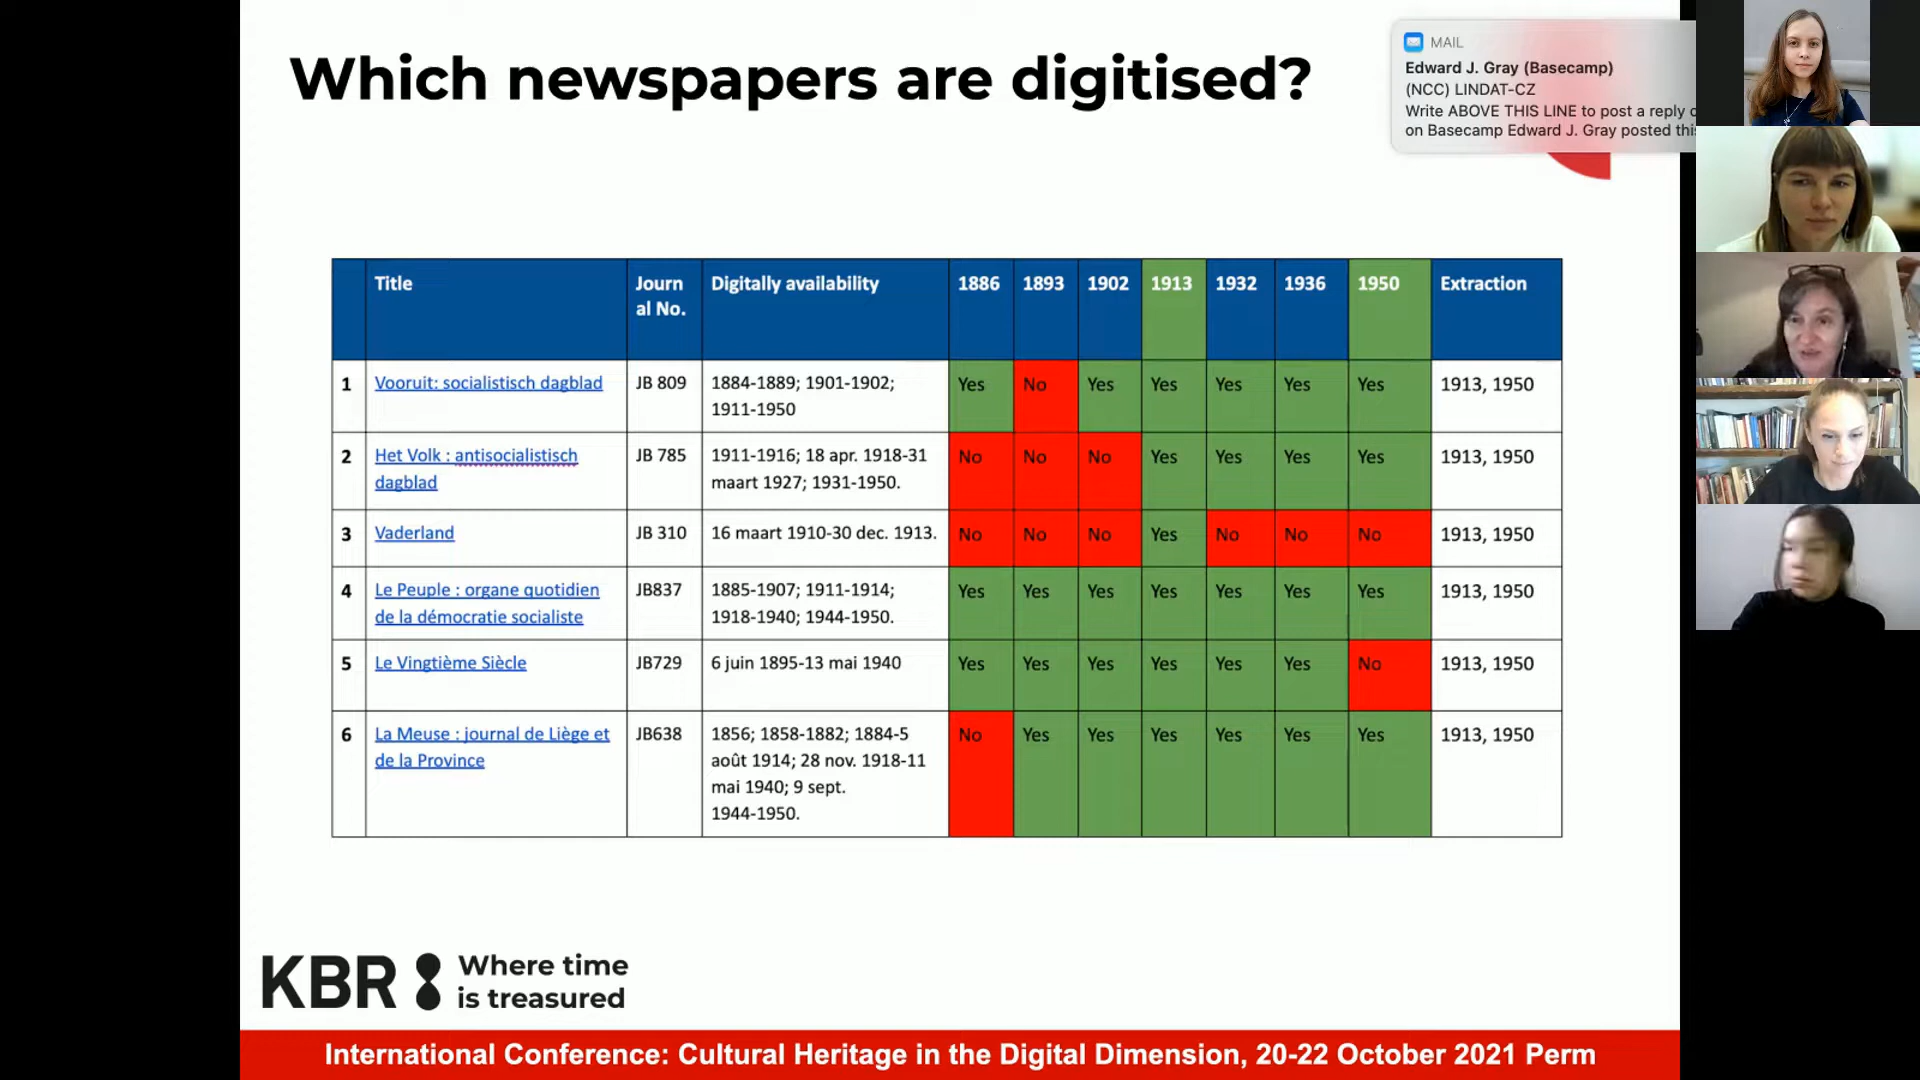 Which newspapers are digitised?
MAIL
Edward J. Gray (Basecamp)
(NCC) LINDAT-CZ
Write ABOVE THIS LINE to post a reply
on Basecamp Edward J. Gray posted this
Title Journ Digitally availability 1886 1893 1902 1913 1932 1936 1950 Extraction
al No.
1 Vooruit: socialistisch dagblad JB 809 1884-1889; 1901-1902; Yes No Yes Yes Yes Yes Yes 1913, 1950
1911-1950
2 Het Volk : antisocialistisch JB 785 1911-1916; 18 apr. 1918-31 No No No Yes Yes Yes Yes 1913, 1950
dagblad maart 1927; 1931-1950.
3 Vaderland JB 310 16 maart 1910-30 dec. 1913. No No No Yes No No No 1913, 1950
4 Le Peuple : organe quotidien JB837 1885-1907; 1911-1914; Yes Yes Yes Yes Yes Yes Yes 1913, 1950
de la démocratie socialiste 1918-1940; 1944-1950.
5 Le Vingtième Siècle JB729 6 juin 1895-13 mai 1940 Yes Yes Yes Yes Yes Yes No 1913, 1950
6 La Meuse : journal de Liège et JB638 1856; 1858-1882; 1884-5 No Yes Yes Yes Yes Yes Yes 1913, 1950
de la Province août 1914; 28 nov. 1918-11
mai 1940; 9 sept.
1944-1950.
KBR Where time
is treasured
International Conference: Cultural Heritage in the Digital Dimension, 20-22 October 2021 Perm